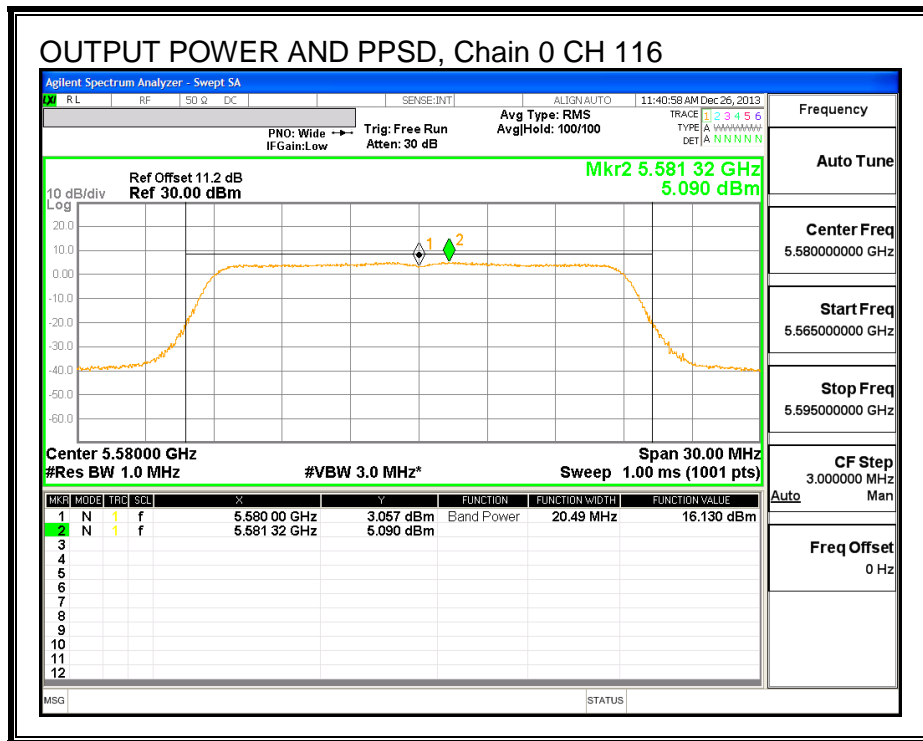 OUTPUT POWER AND PPSD, Chain 0 CH 116
Agilent Spectrum Analyzer - Swept SA
LXI RL RF 50 Ω DC SENSE:INT ALIGN AUTO 11:40:58 AM Dec 26, 2013
PNO: Wide
IFGain:Low
Trig: Free Run
Atten: 30 dB
Avg Type: RMS
Avg|Hold: 100/100
TRACE 1 2 3 4 5 6
TYPE A WWWWW
DET A N N N N N
Mkr2 5.581 32 GHz
5.090 dBm
Ref Offset 11.2 dB
10 dB/div Ref 30.00 dBm
Log
20.0
10.0
0.00
-10.0
-20.0
-30.0
-40.0
-50.0
-60.0
1
2
Center 5.58000 GHz Span 30.00 MHz
#Res BW 1.0 MHz #VBW 3.0 MHz* Sweep 1.00 ms (1001 pts)
MKR MODE TRC SCL X Y FUNCTION FUNCTION WIDTH FUNCTION VALUE
1 N 1 f 5.580 00 GHz 3.057 dBm Band Power 20.49 MHz 16.130 dBm
2 N 1 f 5.581 32 GHz 5.090 dBm
3
4
5
6
7
8
9
10
11
12
MSG STATUS
Frequency
Auto Tune
Center Freq
5.580000000 GHz
Start Freq
5.565000000 GHz
Stop Freq
5.595000000 GHz
CF Step
3.000000 MHz
Auto Man
Freq Offset
0 Hz